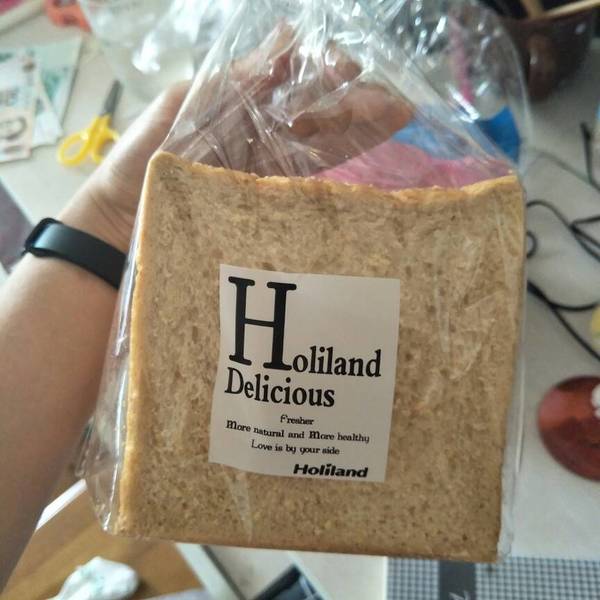 Holiland
Delicious
Fresher
More natural and More healthy
Love is by your side
Holiland